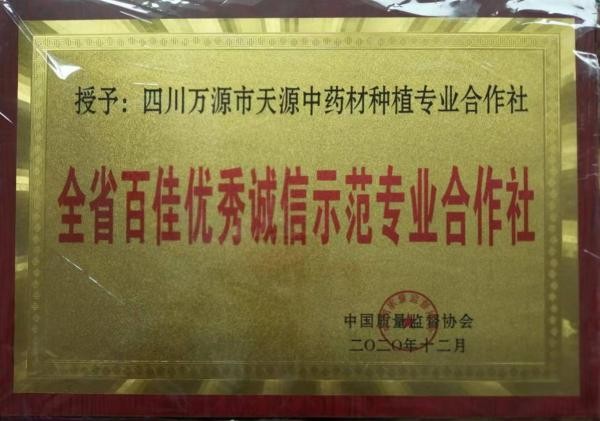 授予：四川万源市天源中药材种植专业合作社
全省百佳优秀诚信示范专业合作社
中国质量监督协会
二〇二〇年十二月